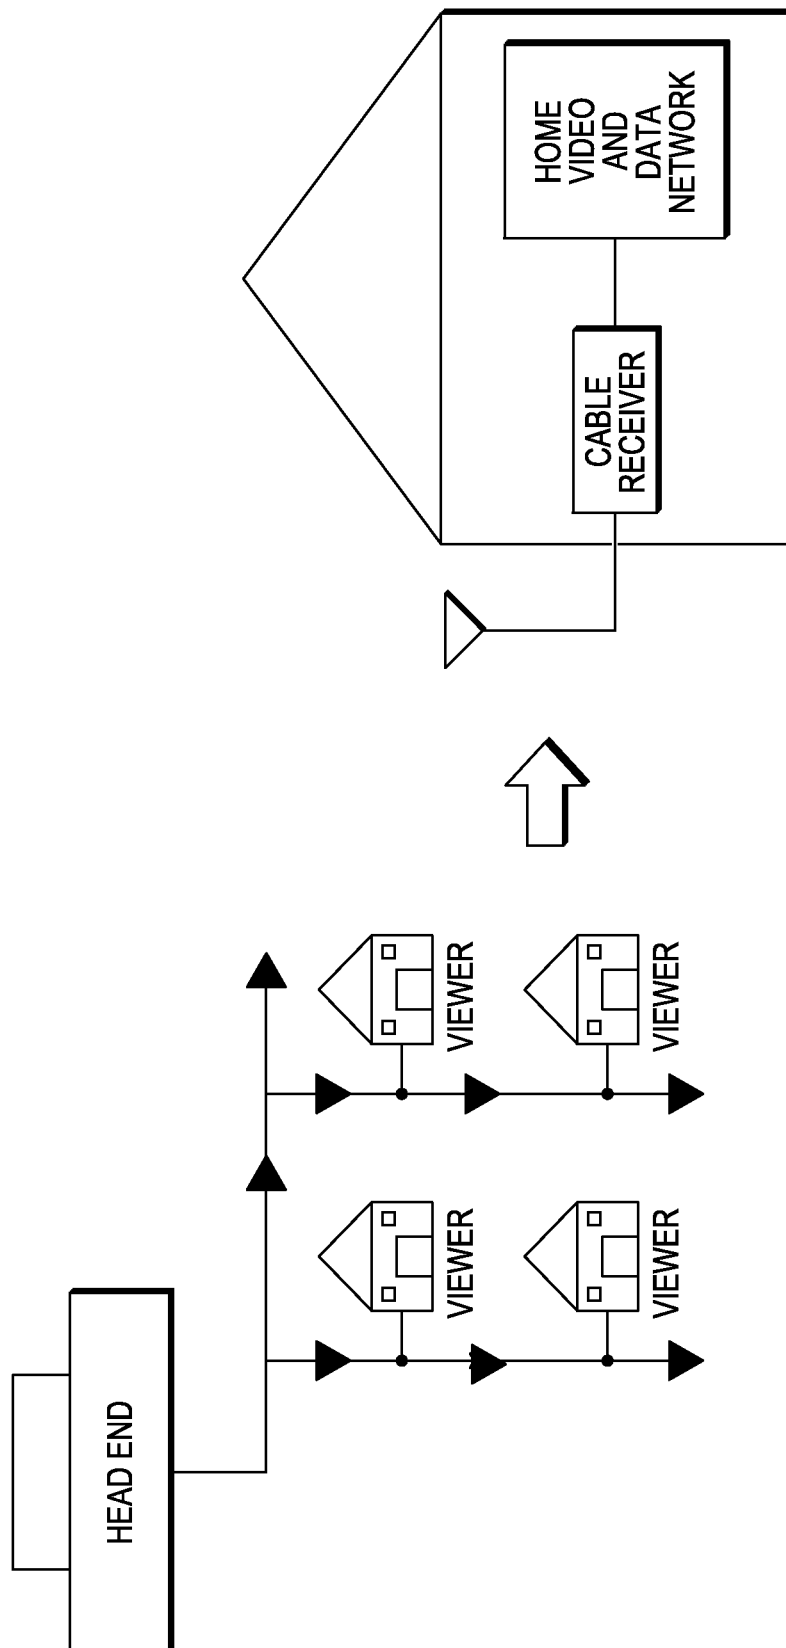 HEAD END
VIEWER
VIEWER
VIEWER
VIEWER
CABLE
RECEIVER
HOME
VIDEO
AND
DATA
NETWORK